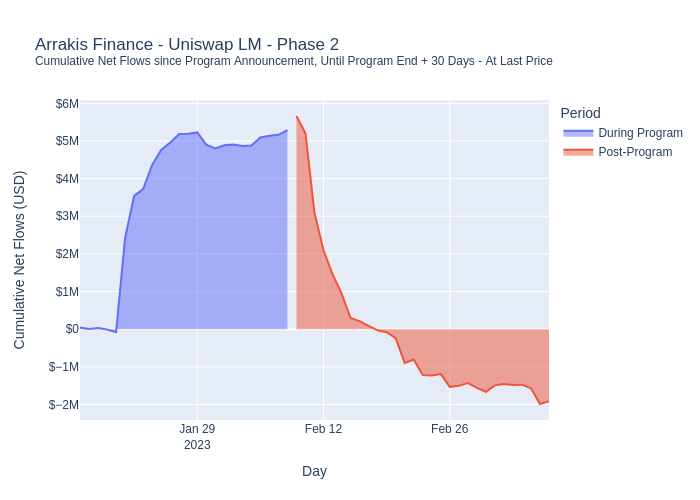 Arrakis Finance - Uniswap LM - Phase 2
Cumulative Net Flows since Program Announcement, Until Program End + 30 Days - At Last Price
Period
During Program
Post-Program
Cumulative Net Flows (USD)
$6M
$5M
$4M
$3M
$2M
$1M
$0
$−1M
$−2M
Jan 29
2023
Feb 12
Feb 26
Day